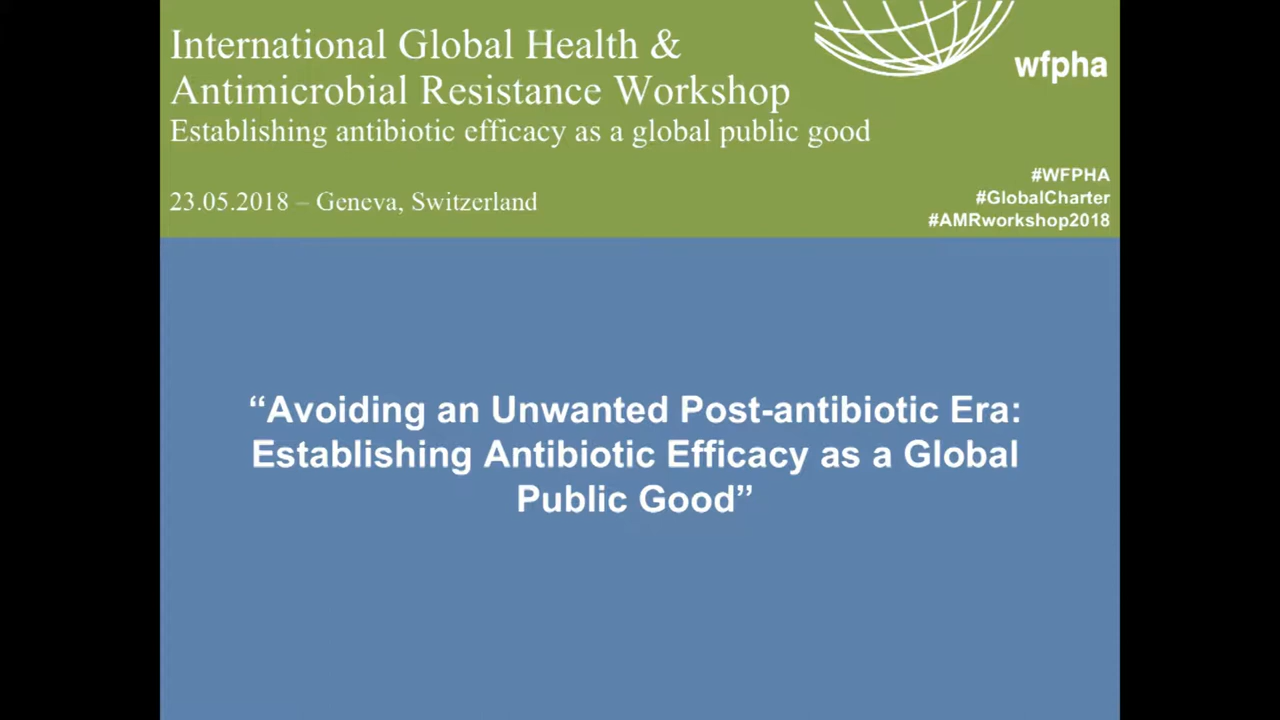 International Global Health &
Antimicrobial Resistance Workshop
Establishing antibiotic efficacy as a global public good
23.05.2018 – Geneva, Switzerland
wfpha
#WFPHA
#GlobalCharter
#AMRworkshop2018
“Avoiding an Unwanted Post-antibiotic Era:
Establishing Antibiotic Efficacy as a Global
Public Good”